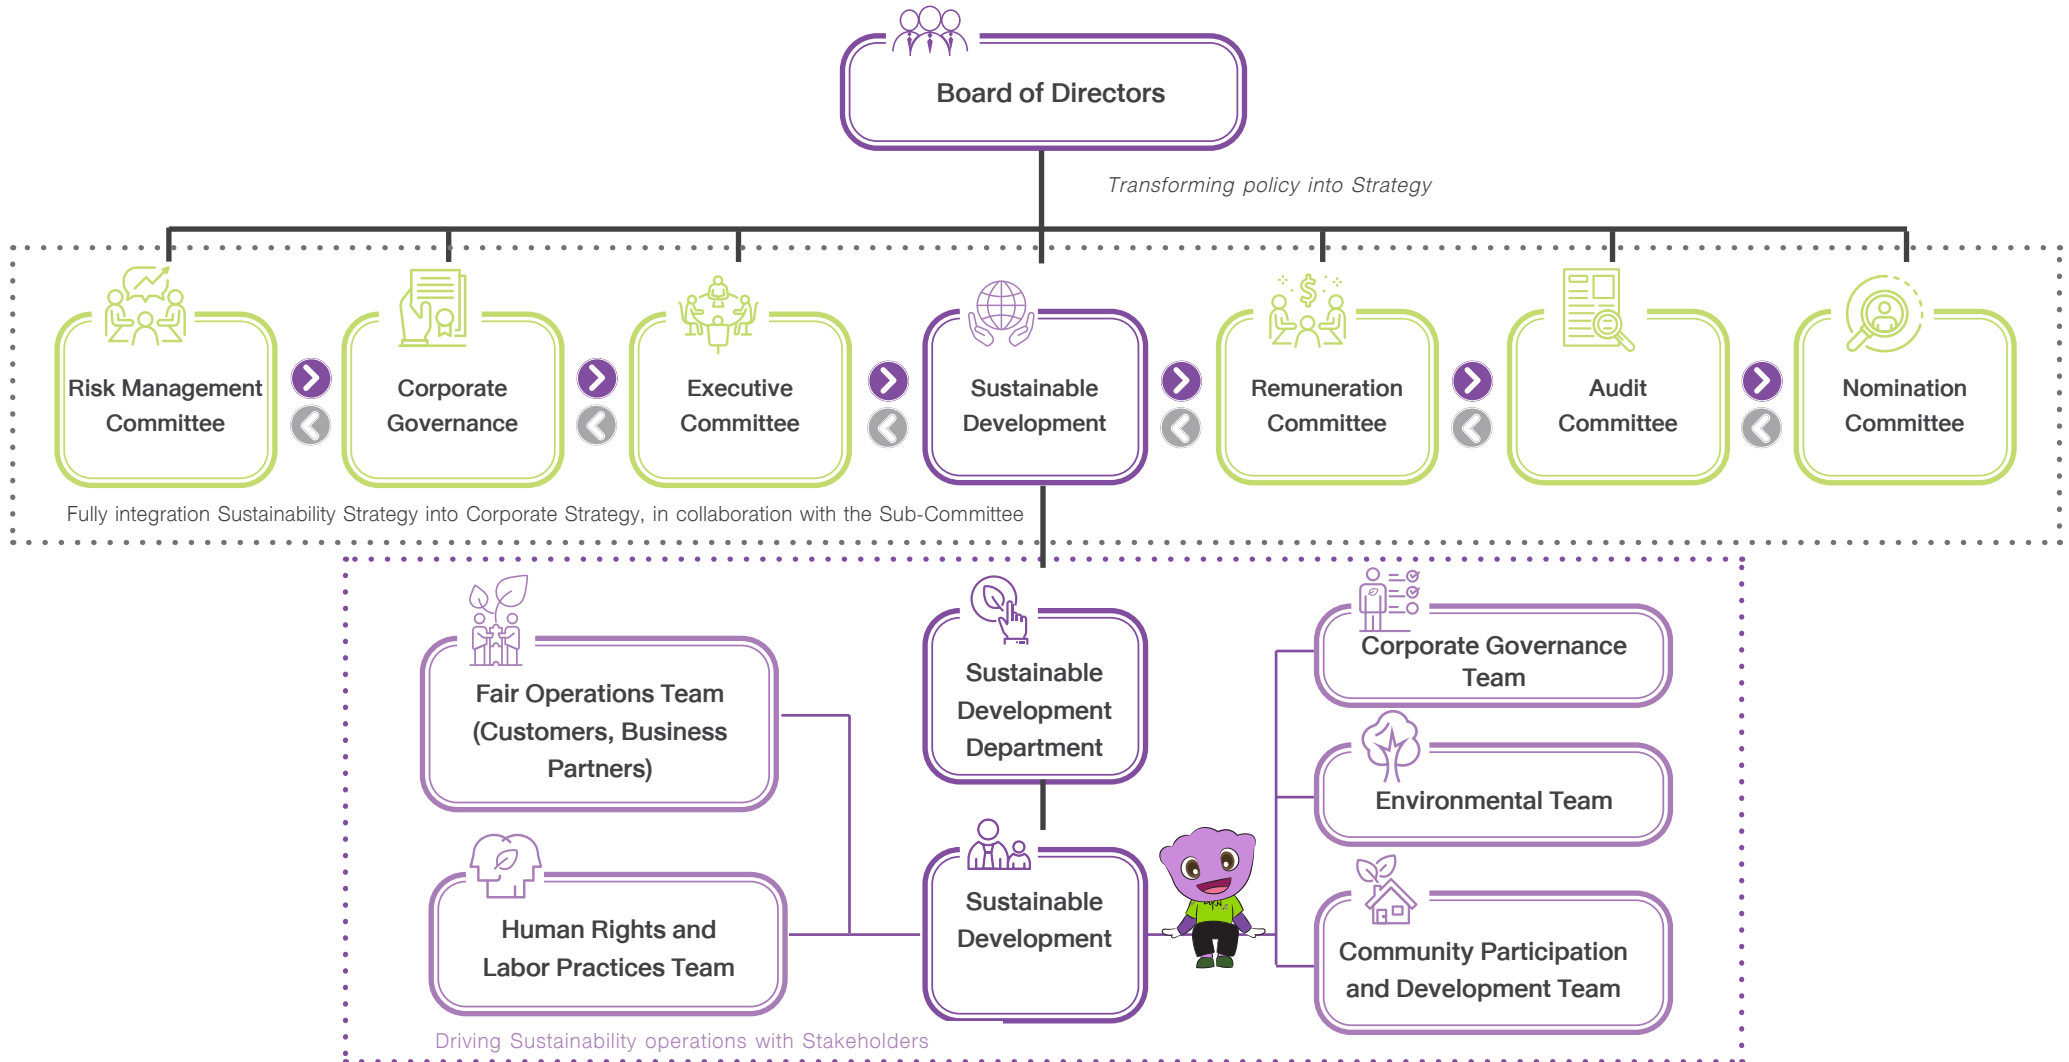 Board of Directors
Transforming policy into Strategy
Risk Management
Committee
Corporate
Governance
Executive
Committee
Sustainable
Development
Remuneration
Committee
Audit
Committee
Nomination
Committee
Fully integration Sustainability Strategy into Corporate Strategy, in collaboration with the Sub-Committee
Fair Operations Team
(Customers, Business
Partners)
Human Rights and
Labor Practices Team
Sustainable
Development
Department
Sustainable
Development
Corporate Governance
Team
Environmental Team
Community Participation
and Development Team
Driving Sustainability operations with Stakeholders